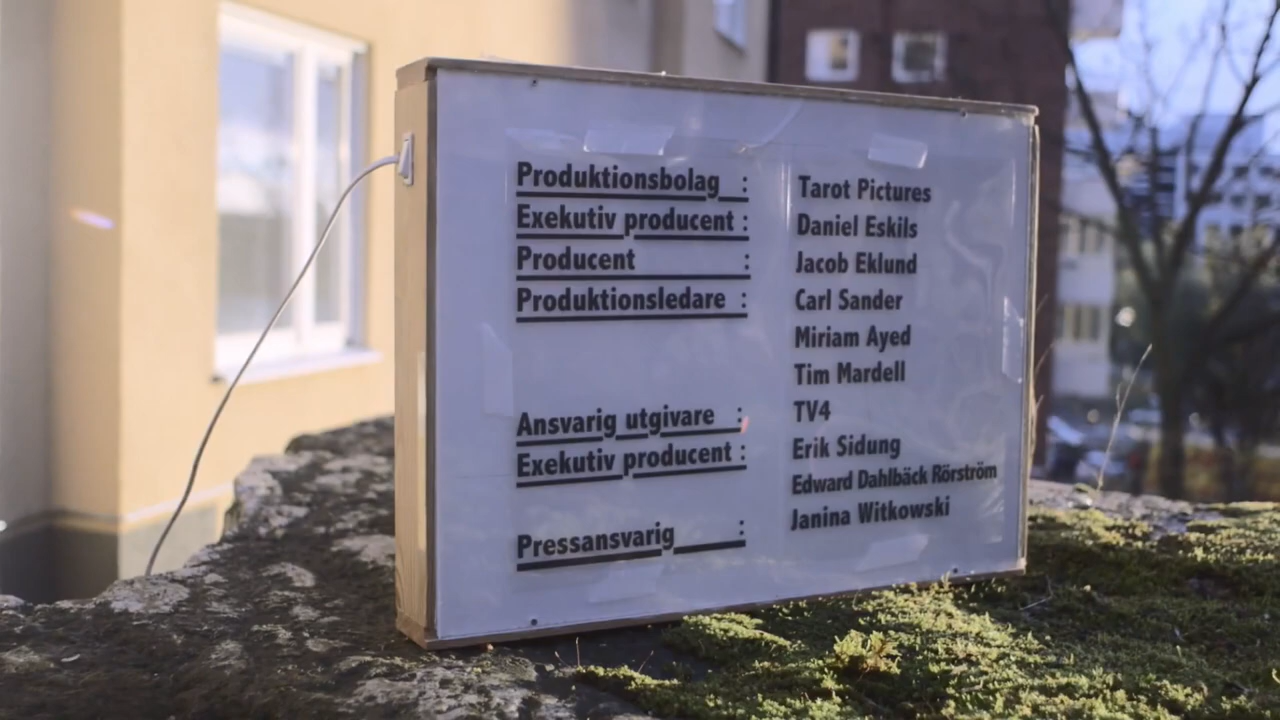 Produktionsbolag : Tarot Pictures
Exekutiv producent : Daniel Eskils
Producent : Jacob Eklund
Produktionsledare : Carl Sander
Miriam Ayed
Tim Mardell
TV4
Ansvarig utgivare : Erik Sidung
Exekutiv producent : Edward Dahlbäck Rörström
Pressansvarig : Janina Witkowski